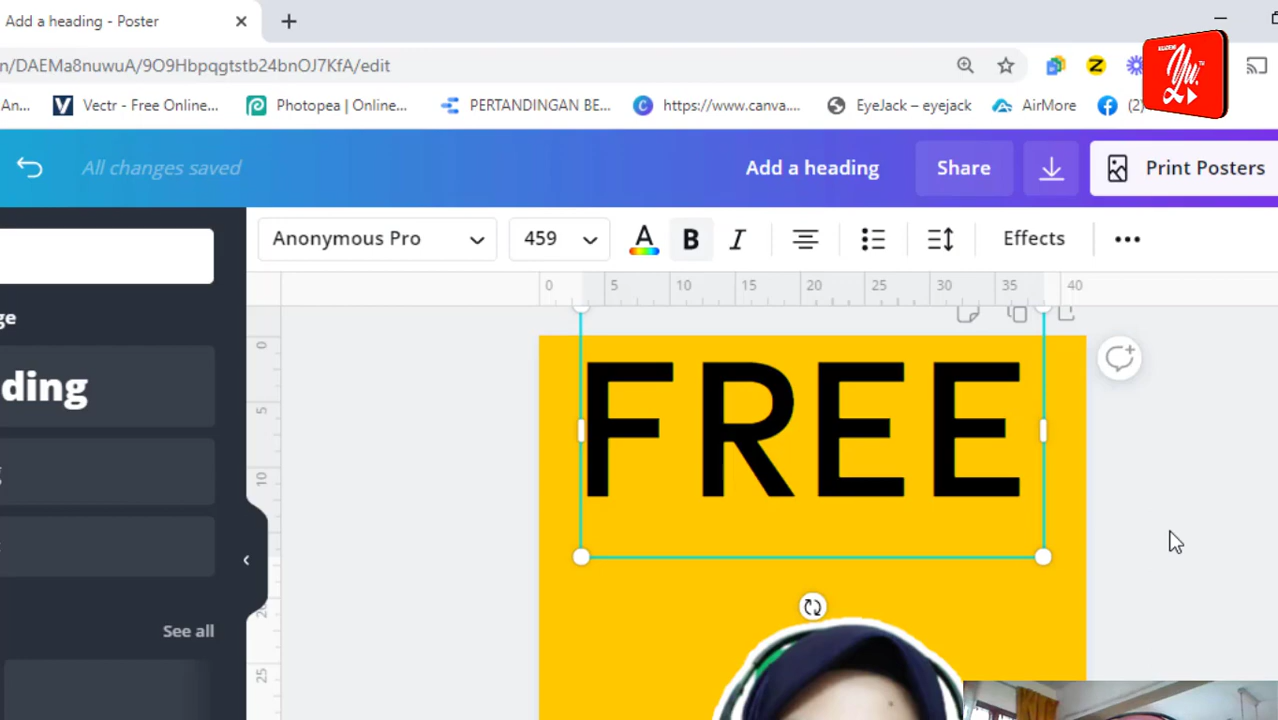 Add a heading - Poster
n/DAEMa8nuwuA/9O9Hbpqgtstb24bnOJ7KfA/edit
An... Vectr - Free Online... Photopea | Online... PERTANDINGAN BE... https://www.canva.... EyeJack – eyejack AirMore (2)
All changes saved Add a heading Share Print Posters
Anonymous Pro 459 A B I Effects
0 5 10 15 20 25 30 35 40
ge
ding
g
See all
0
5
10
20
25
FREE